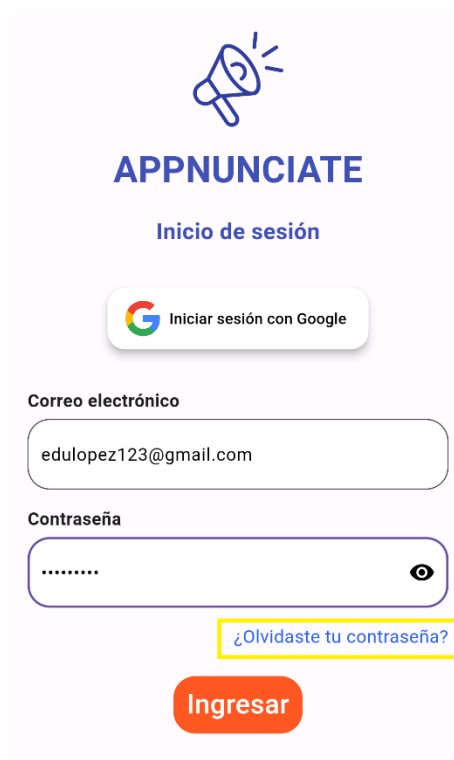 APPNUNCIATE
Inicio de sesión
Iniciar sesión con Google
Correo electrónico
edulopez123@gmail.com
Contraseña
•••••••••
¿Olvidaste tu contraseña?
Ingresar